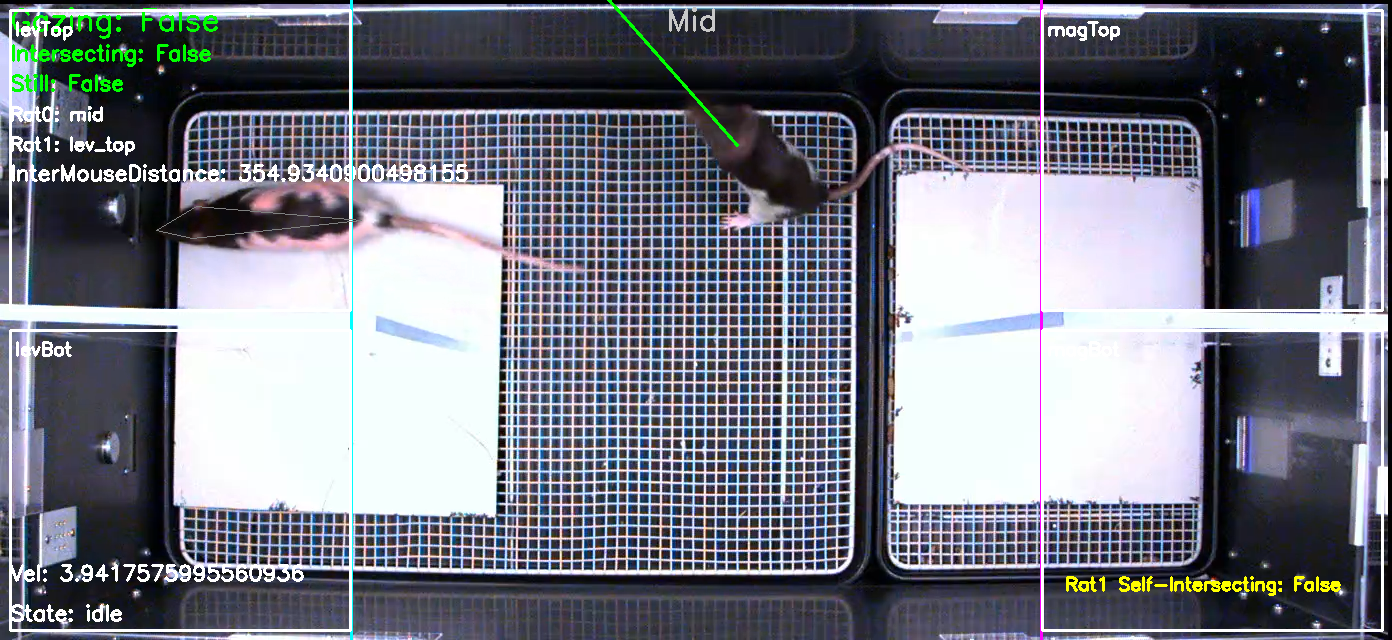 Gazing: False
levTop
Mid
magTop
Intersecting: False
Still: False
Rat0: mid
Rat1: lev_top
InterMouseDistance: 354.9340900498155
levBot
Vel: 3.9417575995560936
Rat1 Self-Intersecting: False
State: idle